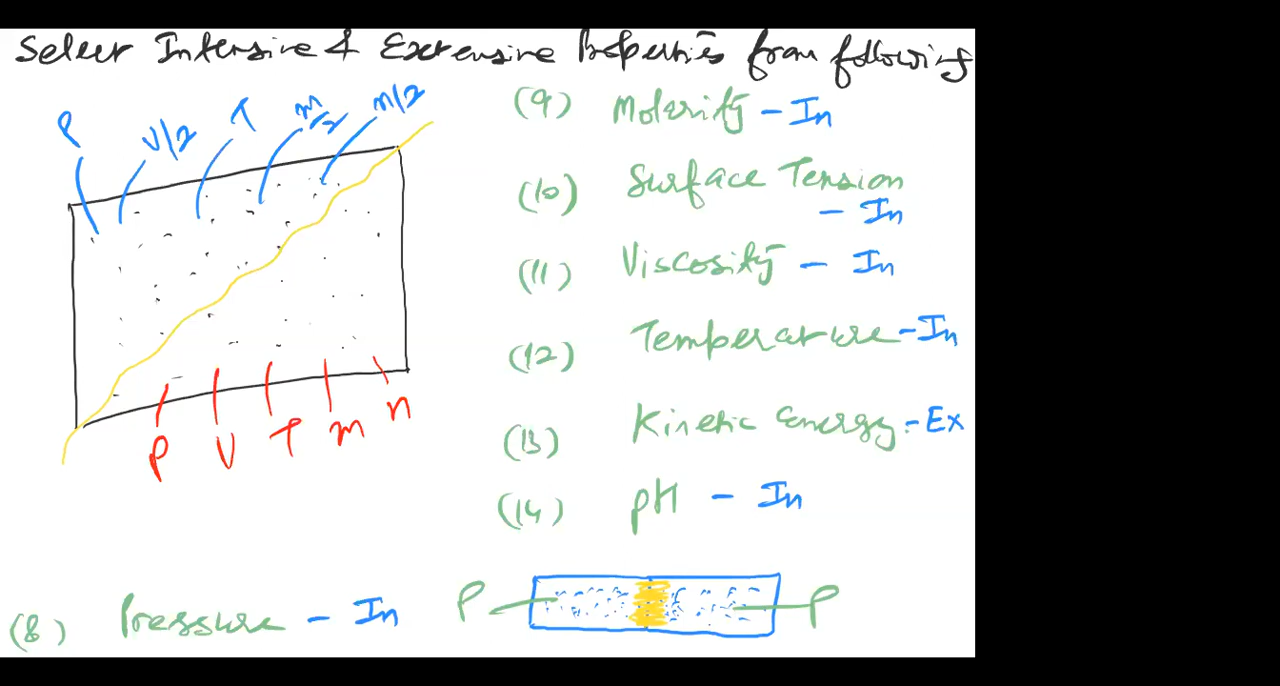 Select Intensive & Extensive Properties from following
P V/2 T m/2 n/2
P V T m n
(9) Molarity - In
(10) Surface Tension
- In
(11) Viscosity - In
(12) Temperature - In
(13) Kinetic Energy - Ex
(14) pH - In
(8) Pressure - In
P P